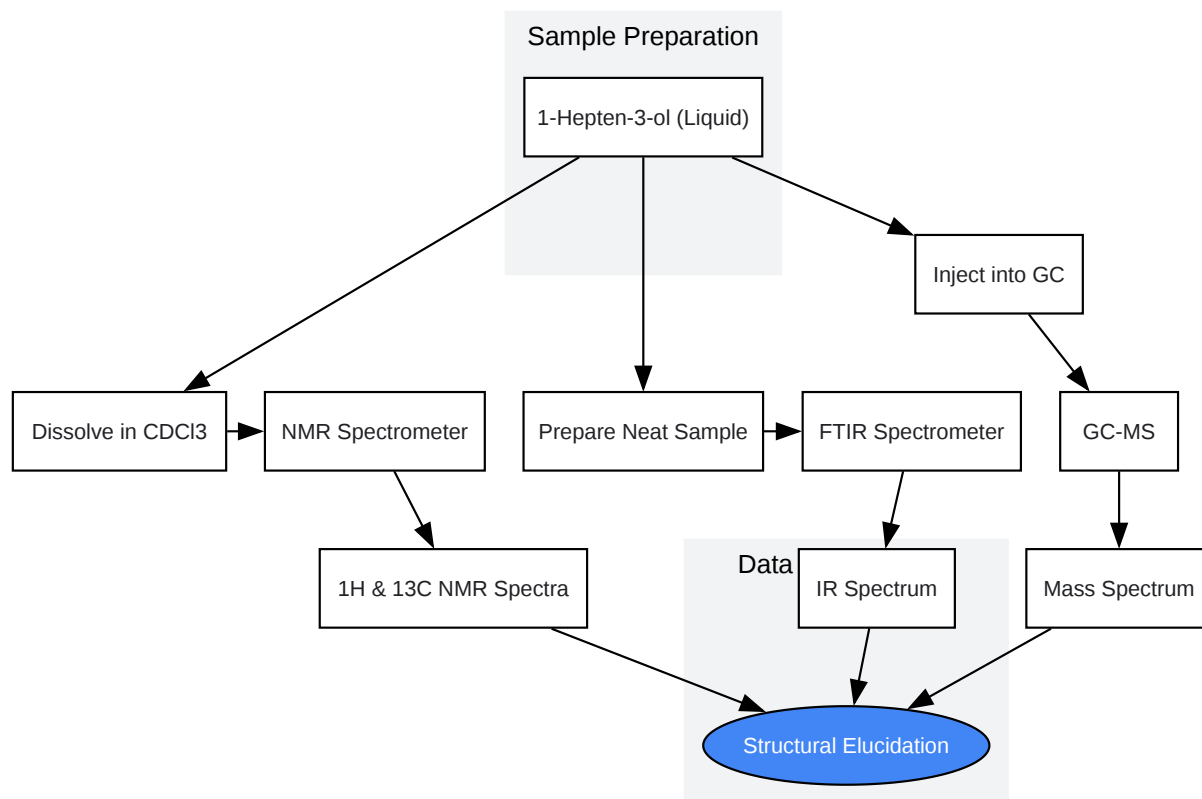 Sample Preparation
1-Hepten-3-ol (Liquid)
Inject into GC
Dissolve in CDCl3
NMR Spectrometer
Prepare Neat Sample
FTIR Spectrometer
GC-MS
Data
1H & 13C NMR Spectra
IR Spectrum
Mass Spectrum
Structural Elucidation